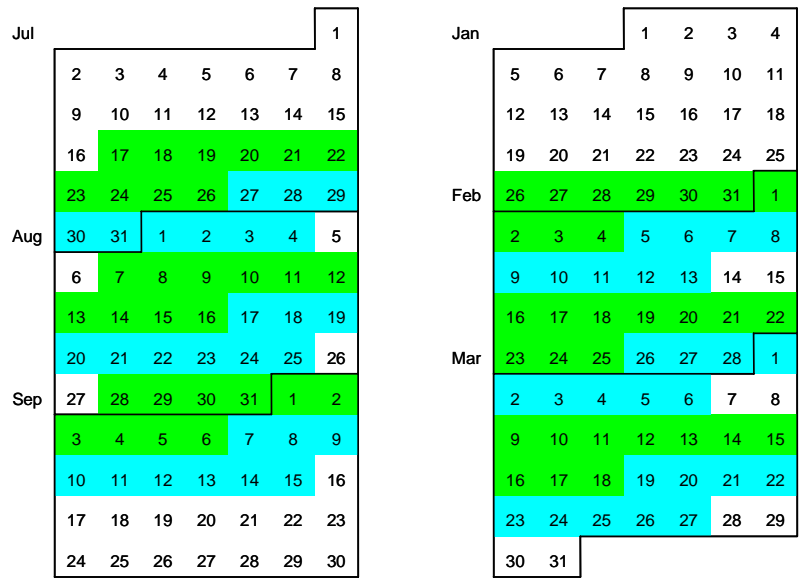 Jul 1
2 3 4 5 6 7 8
9 10 11 12 13 14 15
16 17 18 19 20 21 22
23 24 25 26 27 28 29
Aug 30 31 1 2 3 4 5
6 7 8 9 10 11 12
13 14 15 16 17 18 19
20 21 22 23 24 25 26
Sep 27 28 29 30 31 1 2
3 4 5 6 7 8 9
10 11 12 13 14 15 16
17 18 19 20 21 22 23
24 25 26 27 28 29 30
Jan 1 2 3 4
5 6 7 8 9 10 11
12 13 14 15 16 17 18
19 20 21 22 23 24 25
Feb 26 27 28 29 30 31 1
2 3 4 5 6 7 8
9 10 11 12 13 14 15
16 17 18 19 20 21 22
Mar 23 24 25 26 27 28 1
2 3 4 5 6 7 8
9 10 11 12 13 14 15
16 17 18 19 20 21 22
23 24 25 26 27 28 29
30 31